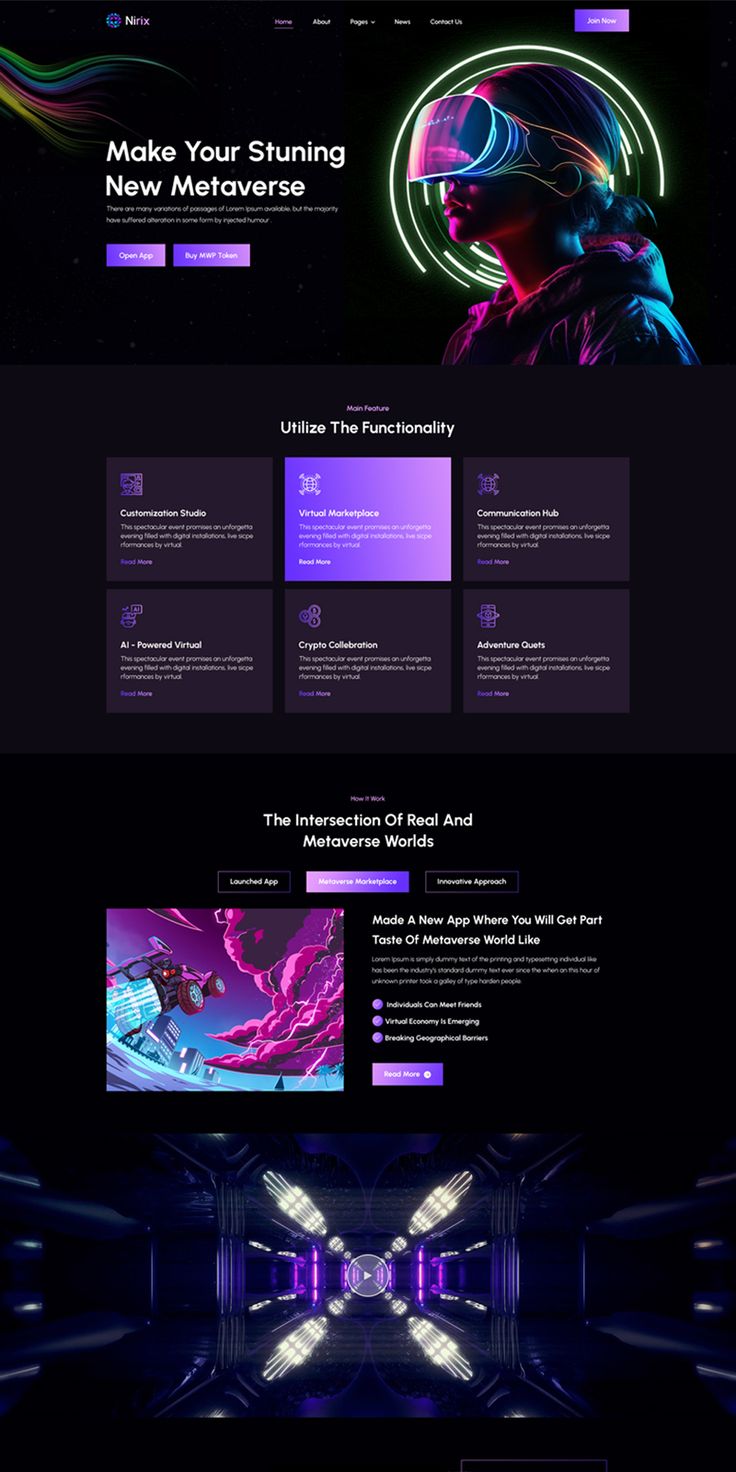 Nirix
Home
About
Pages
News
Contact Us
Join Now
Make Your Stuning
New Metaverse
There are many variations of passages of Lorem Ipsum available, but the majority
have suffered alteration in some form by injected humour .
Open App
Buy MWP Token
Main Feature
Utilize The Functionality
Customization Studio
This spectacular event promises an unforgetta
evening filled with digital installations, live sicpe
rformances by virtual.
Read More
Virtual Marketplace
This spectacular event promises an unforgetta
evening filled with digital installations, live sicpe
rformances by virtual.
Read More
Communication Hub
This spectacular event promises an unforgetta
evening filled with digital installations, live sicpe
rformances by virtual.
Read More
AI
AI - Powered Virtual
This spectacular event promises an unforgetta
evening filled with digital installations, live sicpe
rformances by virtual.
Read More
Crypto Collebration
This spectacular event promises an unforgetta
evening filled with digital installations, live sicpe
rformances by virtual.
Read More
Adventure Quets
This spectacular event promises an unforgetta
evening filled with digital installations, live sicpe
rformances by virtual.
Read More
How It Work
The Intersection Of Real And
Metaverse Worlds
Launched App
Metaverse Marketplace
Innovative Approach
Made A New App Where You Will Get Part
Taste Of Metaverse World Like
Lorem Ipsum is simply dummy text of the printing and typesetting individual like
has been the industry's standard dummy text ever since the when an this hour of
unknown printer took a galley of type harden people.
Individuals Can Meet Friends
Virtual Economy Is Emerging
Breaking Geographical Barriers
Read More